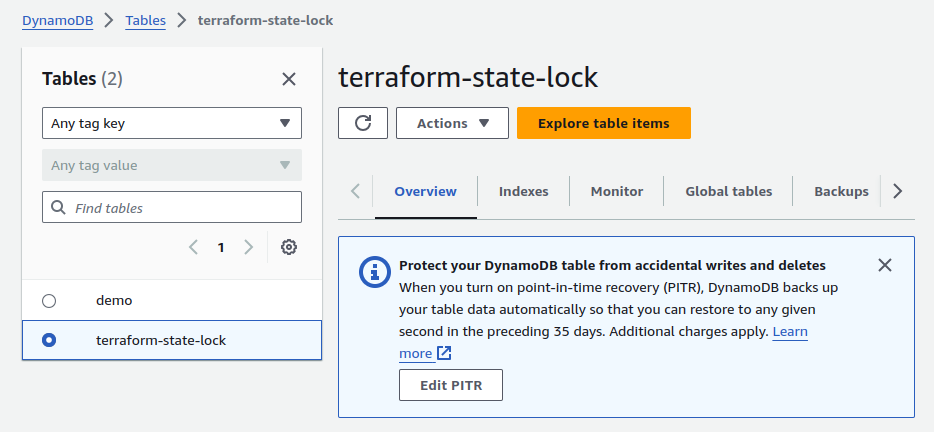 DynamoDB > Tables > terraform-state-lock
Tables (2)
Any tag key
Any tag value
Find tables
1
demo
terraform-state-lock
terraform-state-lock
Actions
Explore table items
Overview
Indexes
Monitor
Global tables
Backups
Protect your DynamoDB table from accidental writes and deletes
When you turn on point-in-time recovery (PITR), DynamoDB backs up
your table data automatically so that you can restore to any given
second in the preceding 35 days. Additional charges apply. Learn
more
Edit PITR